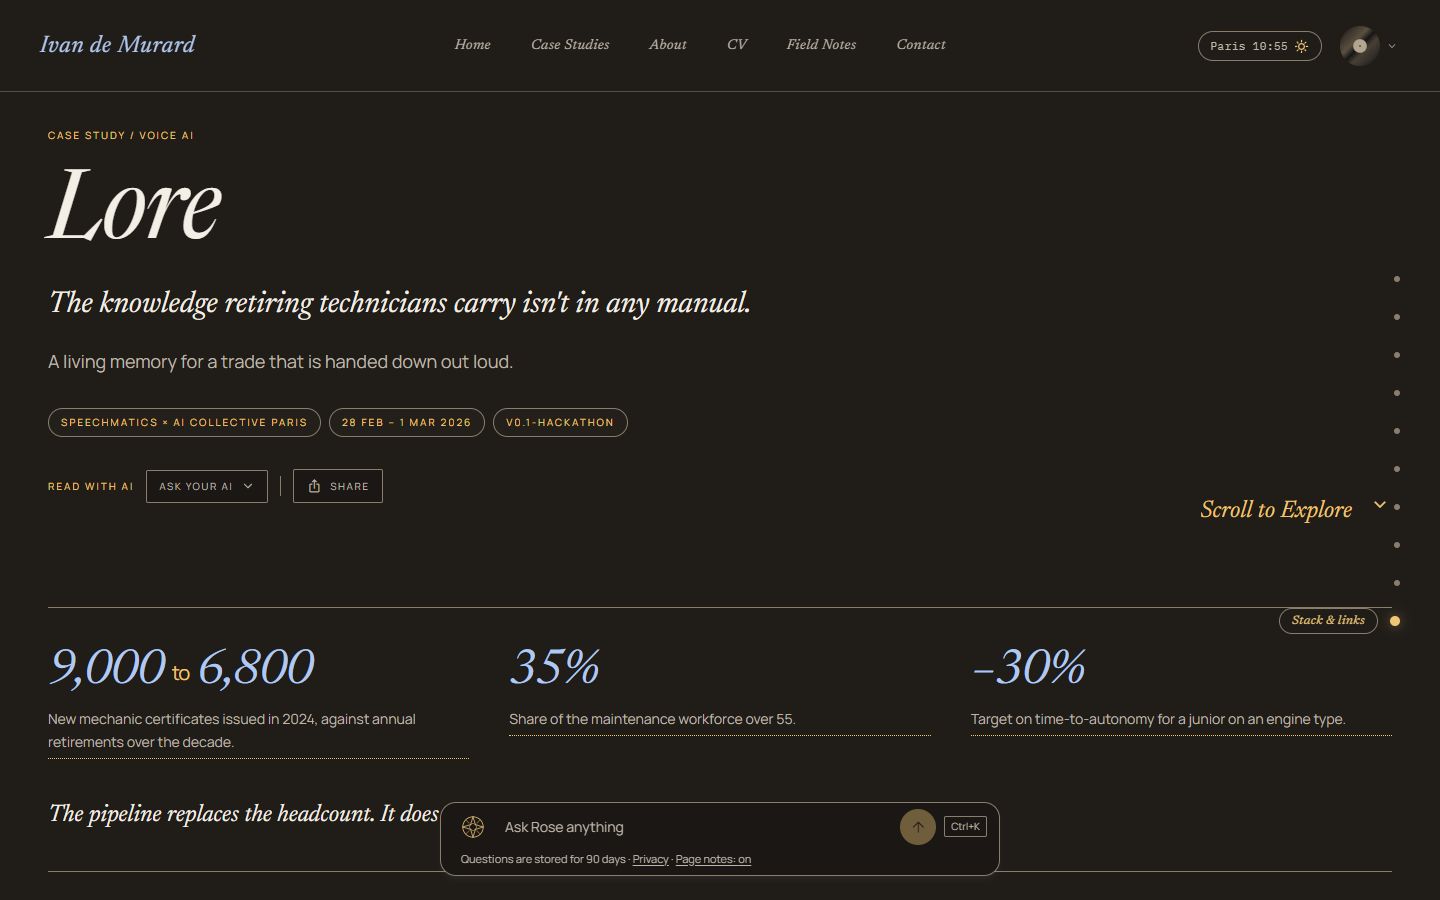 Ivan de Murard
Home Case Studies About CV Field Notes Contact
Paris 10:55
CASE STUDY / VOICE AI
Lore
The knowledge retiring technicians carry isn't in any manual.
A living memory for a trade that is handed down out loud.
SPEECHMATICS × AI COLLECTIVE PARIS
28 FEB – 1 MAR 2026
V0.1-HACKATHON
READ WITH AI
ASK YOUR AI
SHARE
Scroll to Explore
Stack & links
9,000 to 6,800
New mechanic certificates issued in 2024, against annual
retirements over the decade.
35%
Share of the maintenance workforce over 55.
–30%
Target on time-to-autonomy for a junior on an engine type.
The pipeline replaces the headcount. It does
Ask Rose anything
Ctrl+K
Questions are stored for 90 days · Privacy · Page notes: on